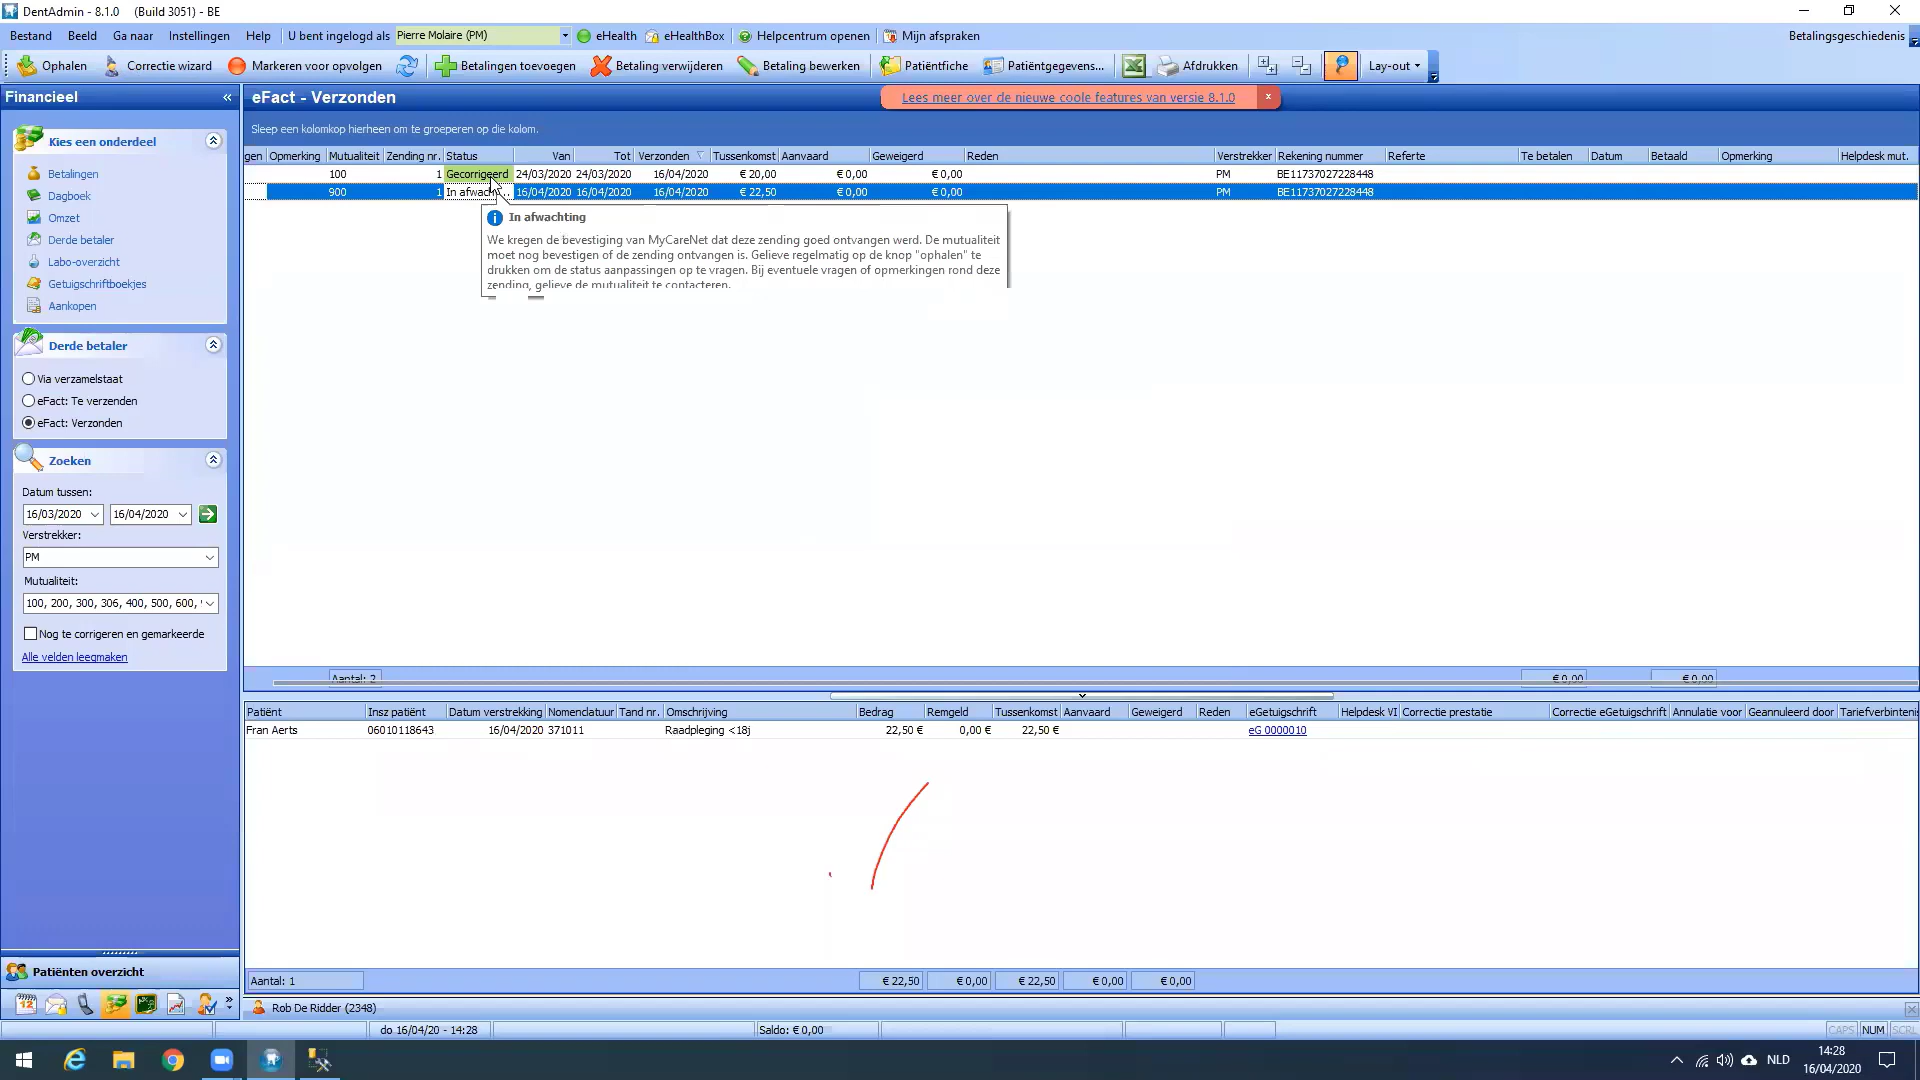 DentAdmin - 8.1.0 (Build 3051) - BE
Bestand Beeld Ga naar Instellingen Help U bent ingelogd als Pierre Molaire (PM) eHealth eHealthBox Helpcentrum openen Mijn afspraken Betalingsgeschiedenis
Ophalen Correctie wizard Markeren voor opvolgen Betalingen toevoegen Betaling verwijderen Betaling bewerken Patiëntfiche Patiëntgegevens... Afdrukken Lay-out
Financieel «
eFact - Verzonden
Lees meer over de nieuwe coole features van versie 8.1.0 x
Sleep een kolomkop hierheen om te groeperen op die kolom.
Kies een onderdeel
Betalingen
Dagboek
Omzet
Derde betaler
Labo-overzicht
Getuigschriftboekjes
Aankopen
Derde betaler
Via verzamelstaat
eFact: Te verzenden
eFact: Verzonden
Zoeken
Datum tussen:
16/03/2020 16/04/2020
Verstrekker:
PM
Mutualiteit:
100, 200, 300, 306, 400, 500, 600,
Nog te corrigeren en gemarkeerde
Alle velden leegmaken
Patiënten overzicht
gen Opmerking Mutualiteit Zending nr. Status Van Tot Verzonden Tussenkomst Aanvaard Geweigerd Reden Verstrekker Rekening nummer Referte Te betalen Datum Betaald Opmerking Helpdesk mut.
100 1 Gecorrigeerd 24/03/2020 24/03/2020 16/04/2020 € 20,00 € 0,00 € 0,00 PM BE11737027228448
900 1 In afwach... 16/04/2020 16/04/2020 16/04/2020 € 22,50 € 0,00 € 0,00 PM BE11737027228448
In afwachting
We kregen de bevestiging van MyCareNet dat deze zending goed ontvangen werd. De mutualiteit
moet nog bevestigen of de zending ontvangen is. Gelieve regelmatig op de knop "ophalen" te
drukken om de status aanpassingen op te vragen. Bij eventuele vragen of opmerkingen rond deze
zending, gelieve de mutualiteit te contacteren.
Aantal: 2 € 0,00 € 0,00
Patiënt Insz patiënt Datum verstrekking Nomenclatuur Tand nr. Omschrijving Bedrag Remgeld Tussenkomst Aanvaard Geweigerd Reden eGetuigschrift Helpdesk VI Correctie prestatie Correctie eGetuigschrift Annulatie voor Geannuleerd door Tariefverbinteni
Fran Aerts 06010118643 16/04/2020 371011 Raadpleging <18j 22,50 € 0,00 € 22,50 € eG 0000010
Aantal: 1 € 22,50 € 0,00 € 22,50 € 0,00 € 0,00
12 »
Rob De Ridder (2348)
do 16/04/20 - 14:28 Saldo: € 0,00 CAPS NUM SCRL
NLD 14:28
16/04/2020